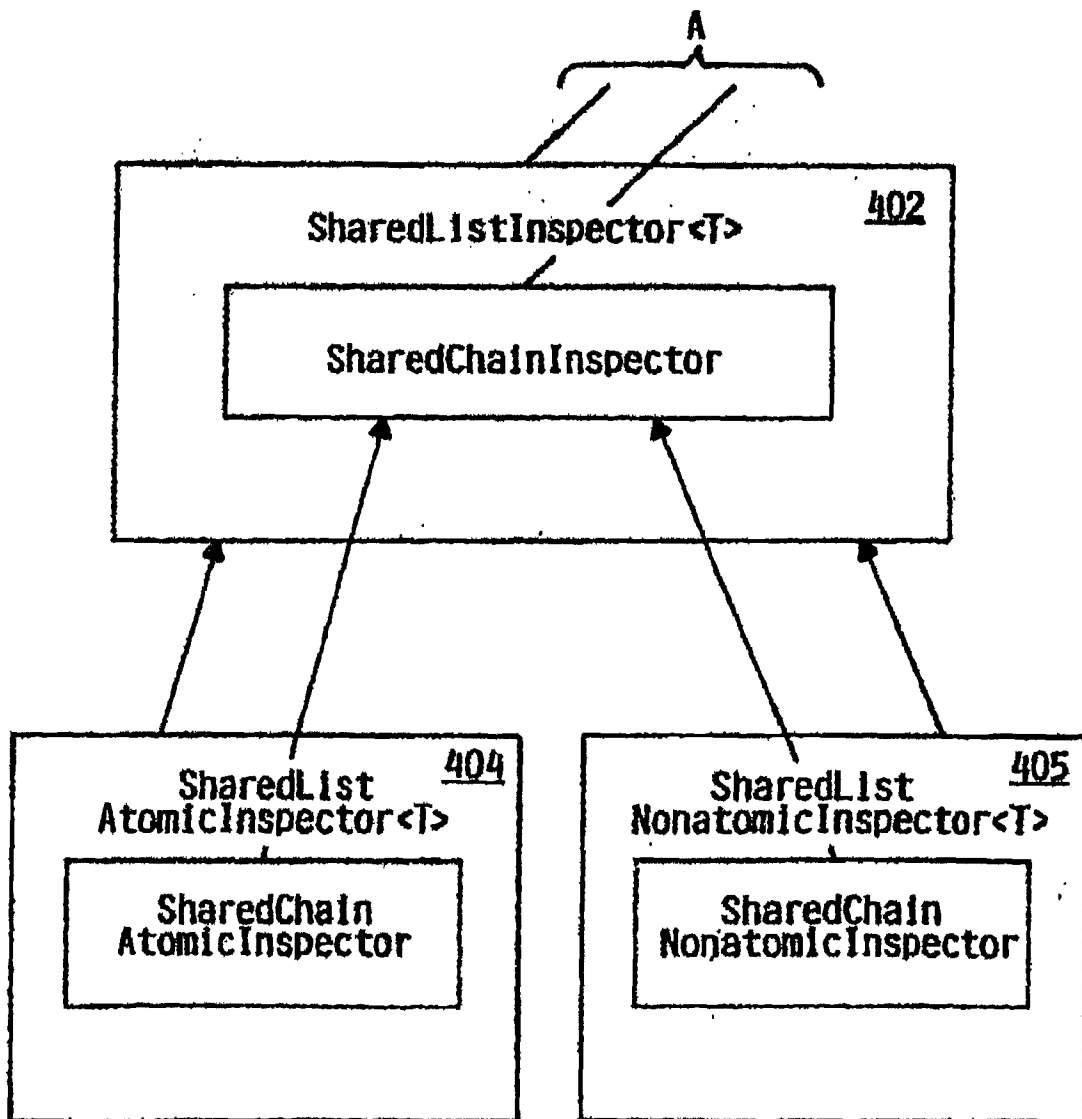 A
402
SharedListInspector<T>
SharedChainInspector
404
SharedList
AtomicInspector<T>
SharedChain
AtomicInspector
405
SharedList
NonatomicInspector<T>
SharedChain
NonatomicInspector